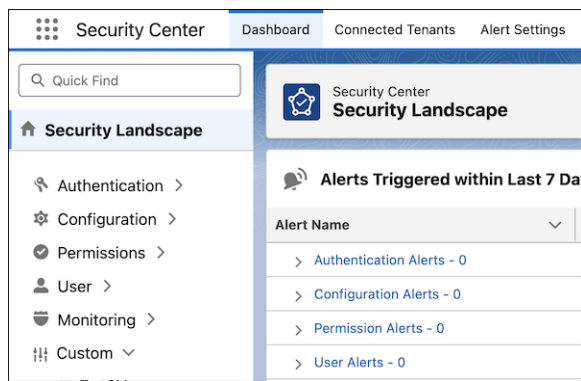 Security Center
Dashboard
Connected Tenants
Alert Settings
Quick Find
Security Landscape
Authentication
Configuration
Permissions
User
Monitoring
Custom
Security Center
Security Landscape
Alerts Triggered within Last 7 Da
Alert Name
Authentication Alerts - 0
Configuration Alerts - 0
Permission Alerts - 0
User Alerts - 0